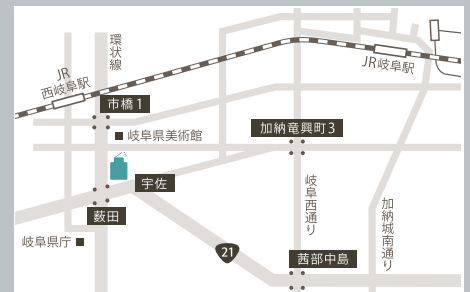 環状線
JR
西岐阜駅
JR岐阜駅
市橋1
岐阜県美術館
加納竜興町3
宇佐
薮田
岐阜西通り
加納城南通り
岐阜県庁
21
茜部中島